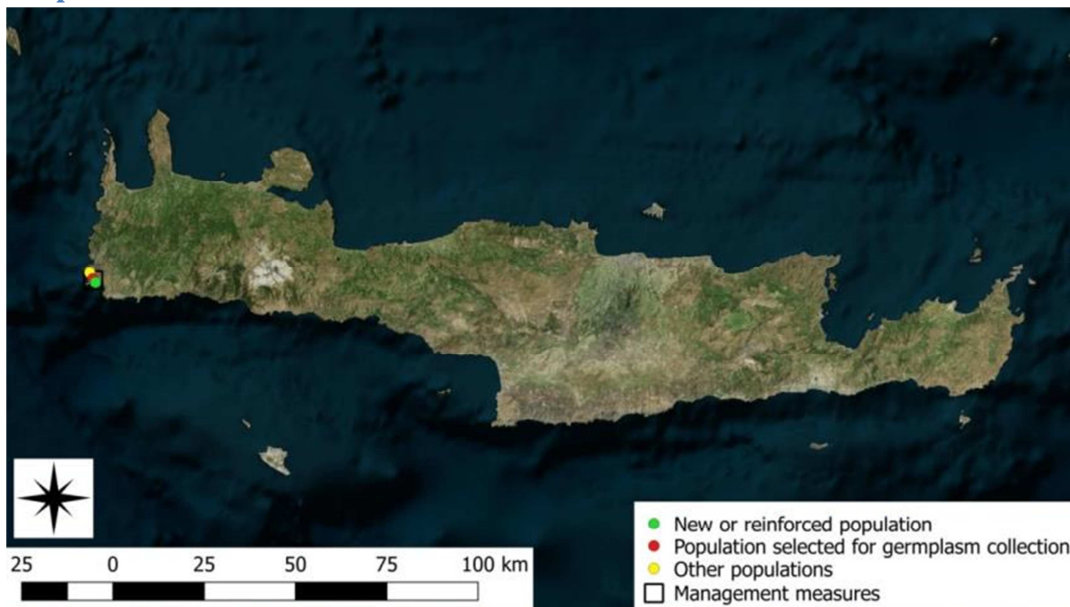 New or reinforced population
Population selected for germplasm collection
Other populations
Management measures
25 0 25 50 75 100 km